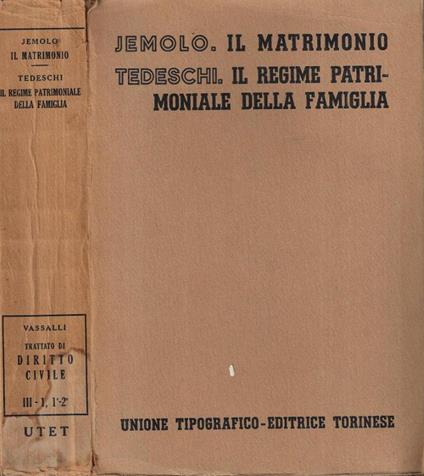 JEMOLO
IL MATRIMONIO
TEDESCHI
IL REGIME PATRIMONIALE
DELLA FAMIGLIA
VASSALLI
TRATTATO DI
DIRITTO
CIVILE
III - 1, 1°-2°
UTET
JEMOLO. IL MATRIMONIO
TEDESCHI. IL REGIME PATRI-
MONIALE DELLA FAMIGLIA
UNIONE TIPOGRAFICO-EDITRICE TORINESE